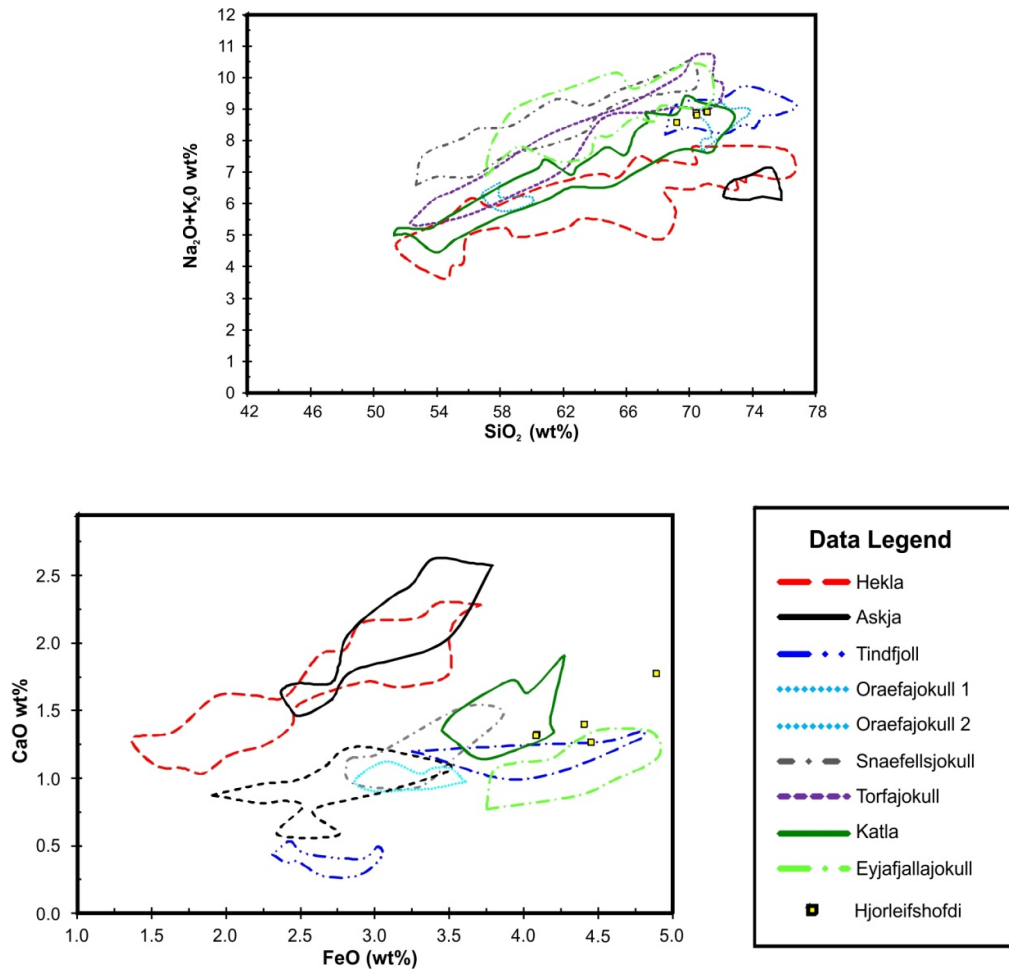 12
11
10
9
8
7
6
5
4
3
2
1
0
Na₂O+K₂0 wt%
42 46 50 54 58 62 66 70 74 78
SiO₂ (wt%)
2.5
2.0
1.5
1.0
0.5
0.0
CaO wt%
1.0 1.5 2.0 2.5 3.0 3.5 4.0 4.5 5.0
FeO (wt%)
Data Legend
Hekla
Askja
Tindfjoll
Oraefajokull 1
Oraefajokull 2
Snaefellsjokull
Torfajokull
Katla
Eyjafjallajokull
Hjorleifshofdi